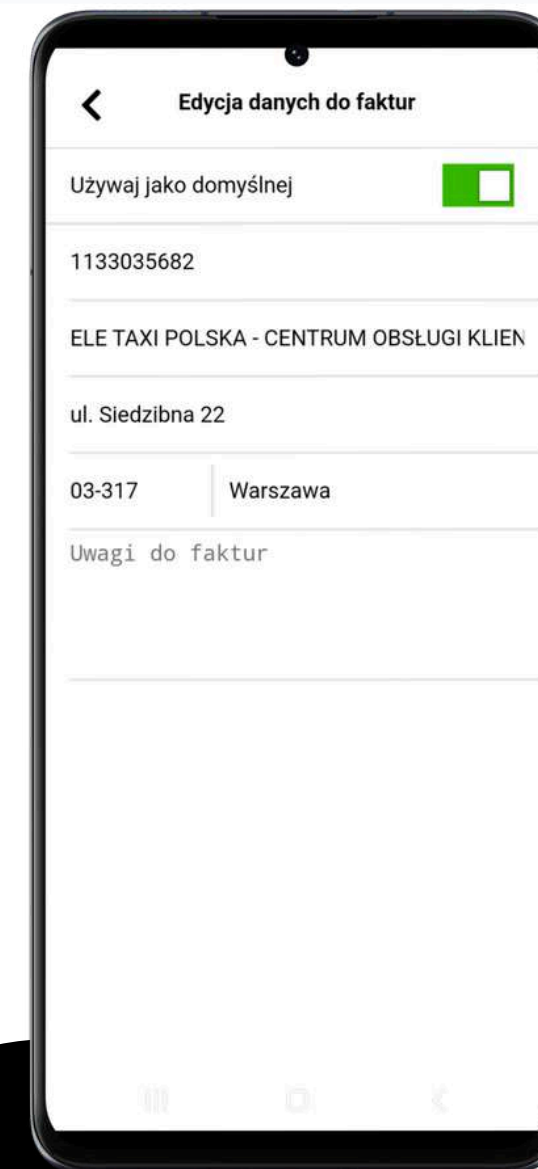 Edycja danych do faktur
Używaj jako domyślnej
1133035682
ELE TAXI POLSKA - CENTRUM OBSŁUGI KLIEN
ul. Siedzibna 22
03-317 Warszawa
Uwagi do faktur